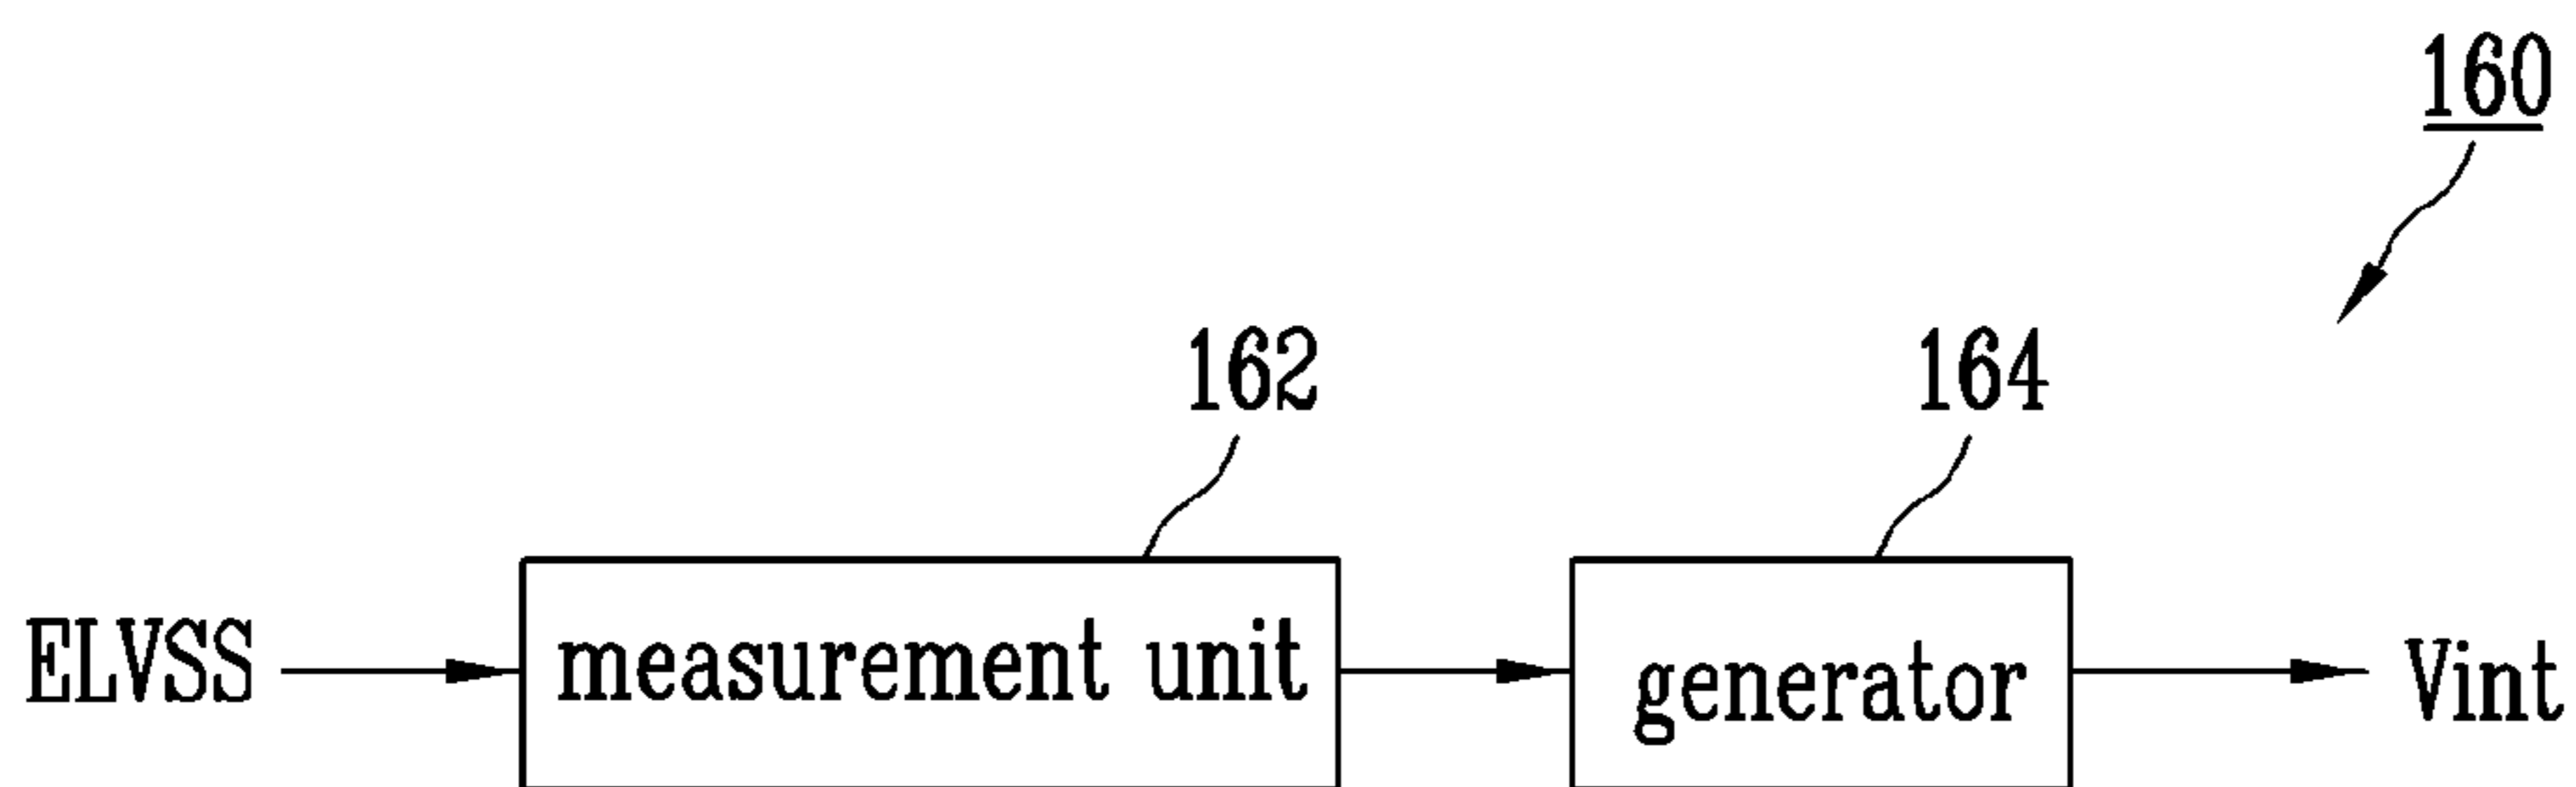 160
162
164
ELVSS
measurement unit
generator
Vint